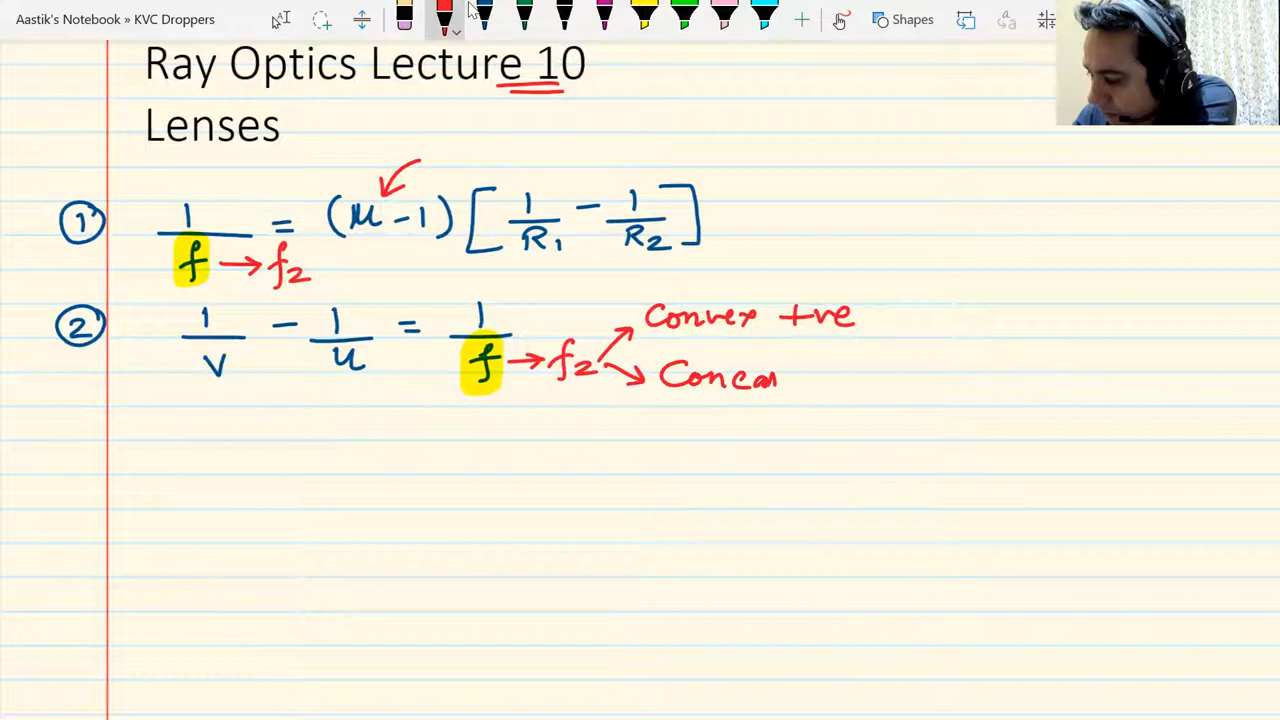 Aastik's Notebook » KVC Droppers
Shapes
Ray Optics Lecture 10
Lenses
① 1/f = (μ - 1) [1/R₁ - 1/R₂]
f → f₂
② 1/v - 1/u = 1/f → f₂
Convex +ve
Concav